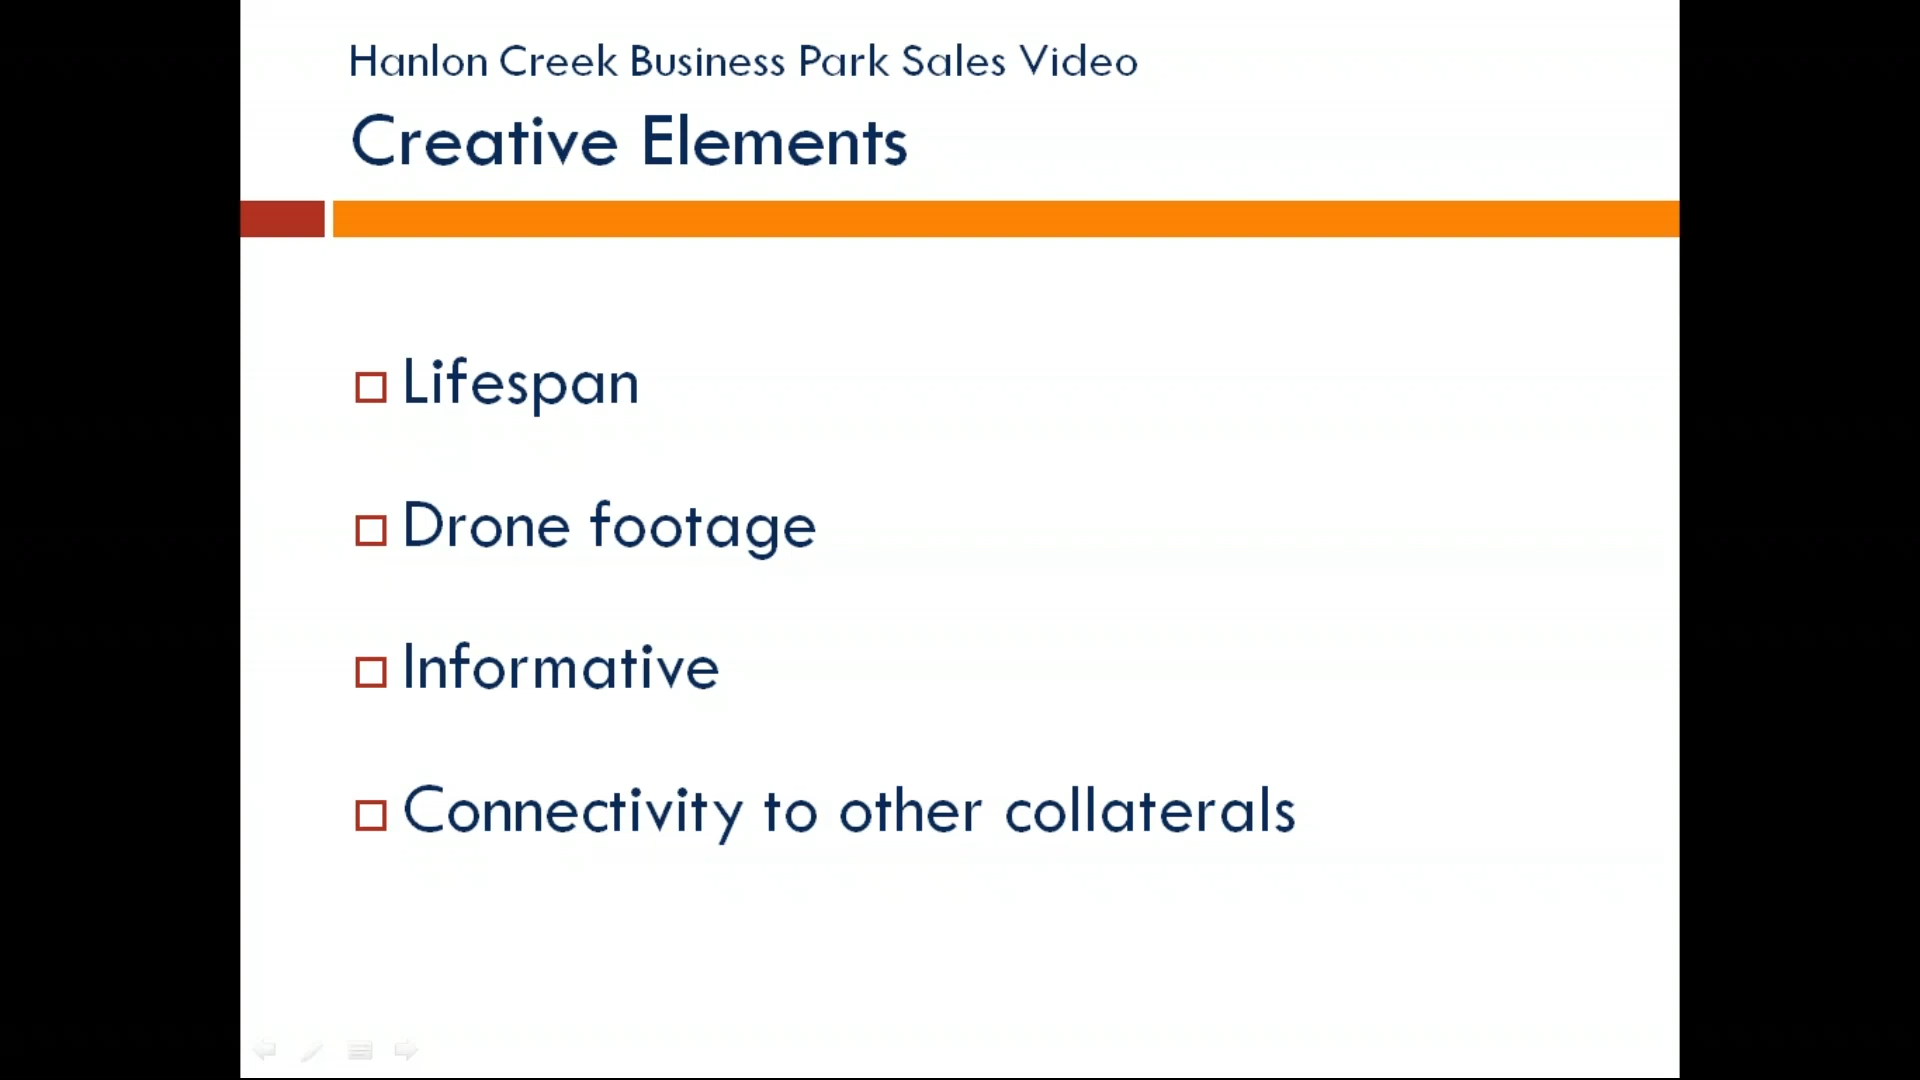 Hanlon Creek Business Park Sales Video
Creative Elements
Lifespan
Drone footage
Informative
Connectivity to other collaterals